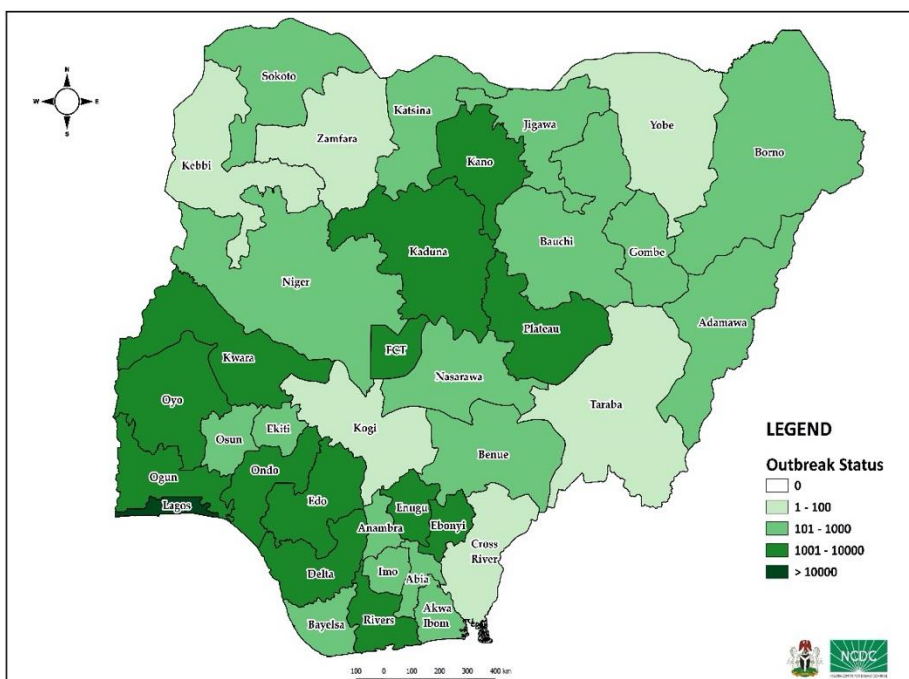 N
W E
S
Sokoto
Katsina
Jigawa
Yobe
Borno
Zamfara
Kebbi
Kano
Kaduna
Bauchi
Gombe
Niger
Adamawa
Plateau
FCT
Kwara
Nasarawa
Taraba
Oyo
Kogi
Osun
Ekiti
Benue
Ogun
Ondo
Lagos
Edo
Enugu
Anambra
Ebonyi
Cross
River
Delta
Imo
Abia
Bayelsa
Rivers
Akwa
Ibom
LEGEND
Outbreak Status
0
1 - 100
101 - 1000
1001 - 10000
> 10000
100 0 100 200 300 400 km
NCDC